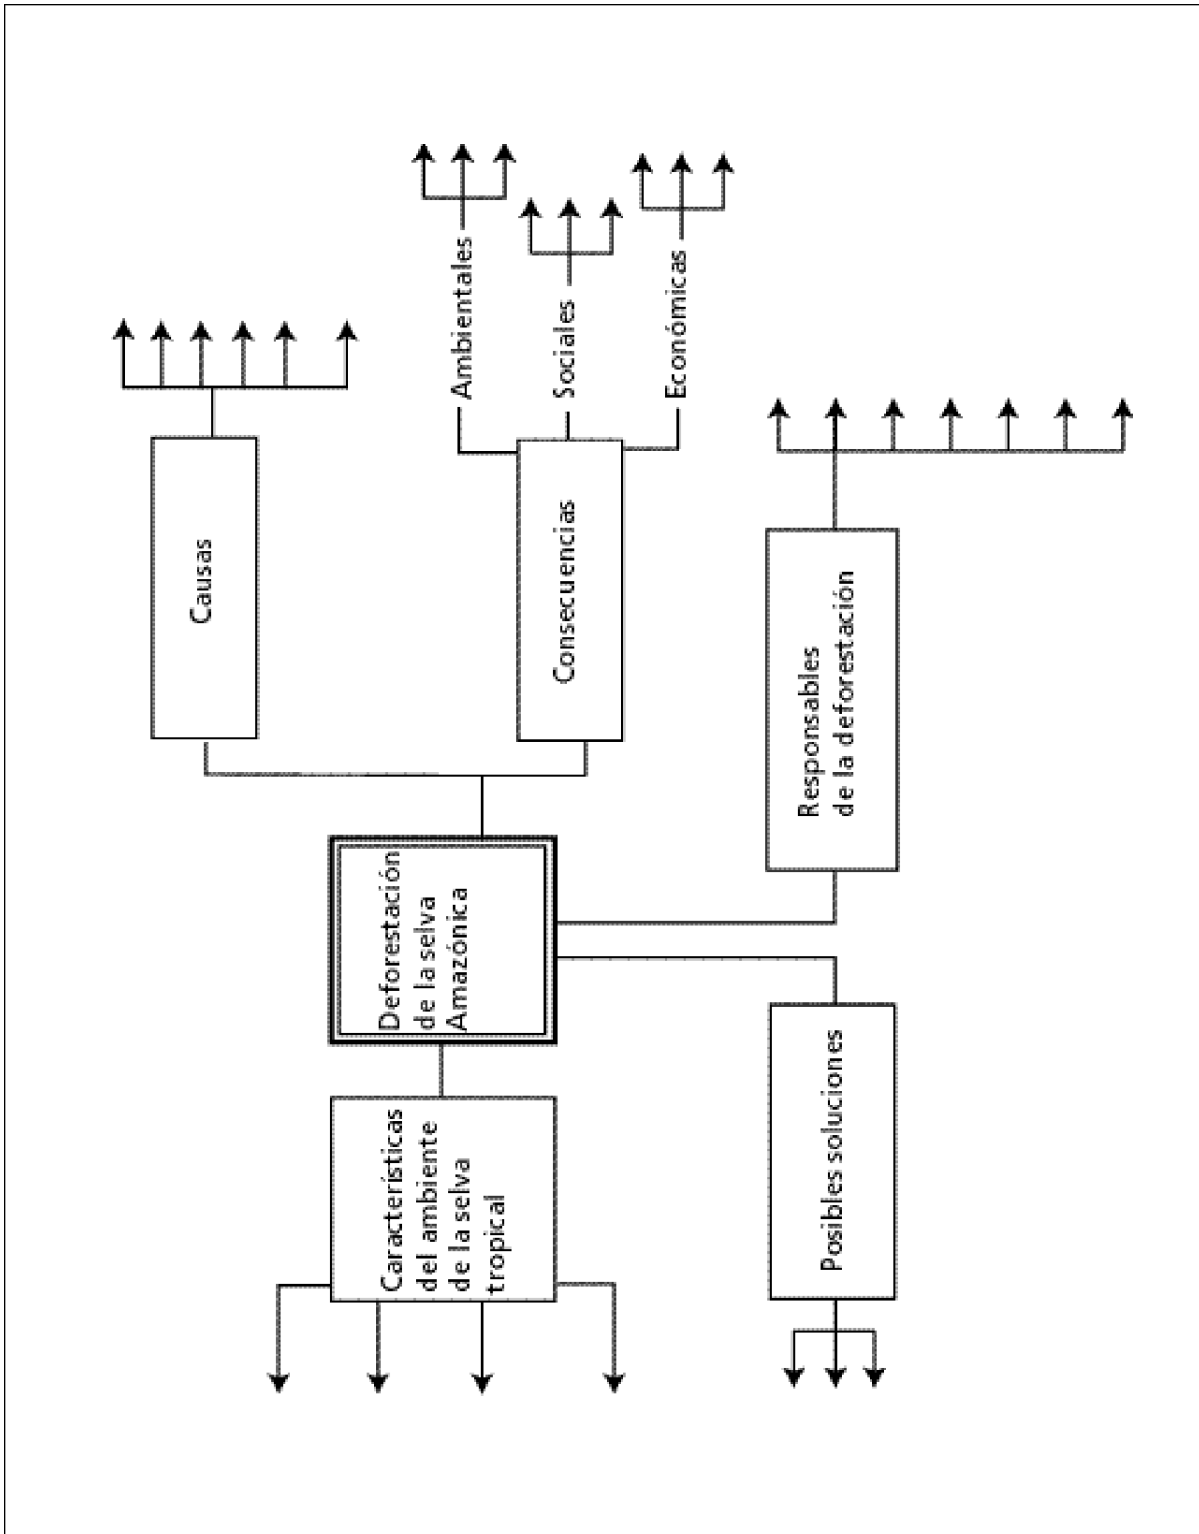 Causas
Ambientales
Sociales
Económicas
Consecuencias
Deforestación
de la selva
Amazónica
Responsables
de la deforestación
Características
del ambiente
de la selva
tropical
Posibles soluciones